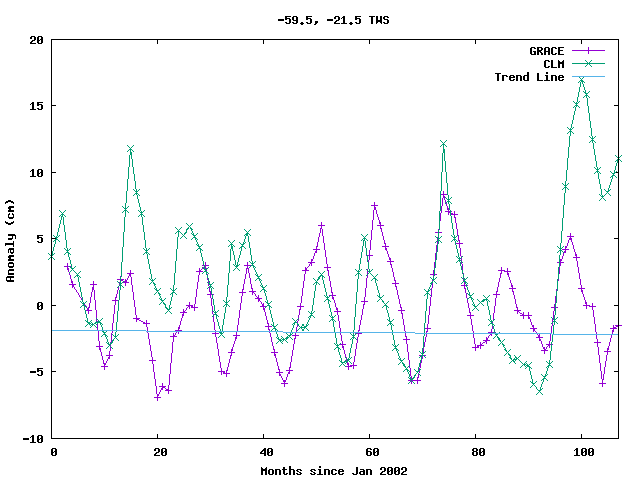 -59.5, -21.5 TWS
20
15
10
5
0
-5
-10
Anomaly (cm)
GRACE
CLM
Trend Line
0 20 40 60 80 100
Months since Jan 2002